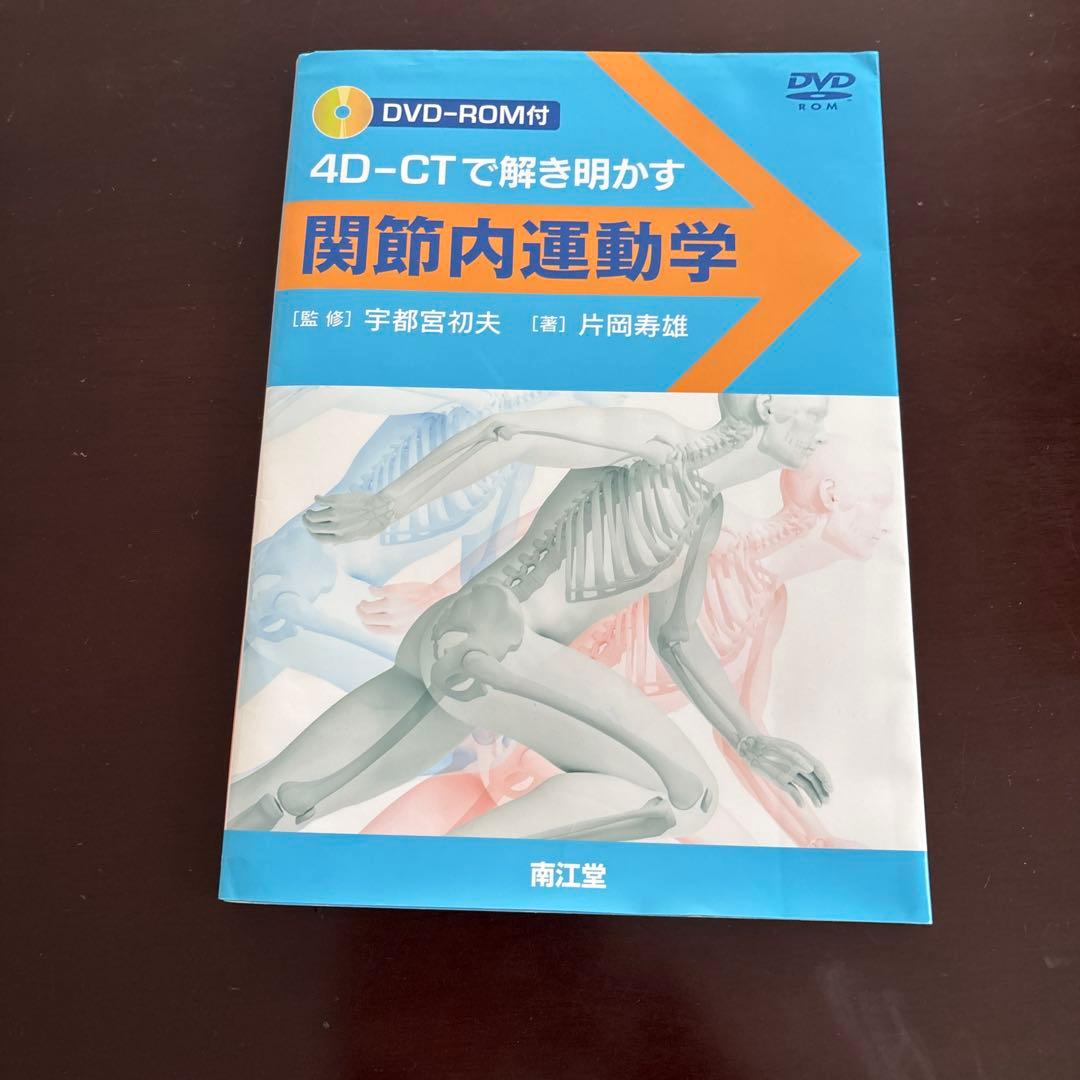 DVD-ROM付
DVD
ROM
4D-CTで解き明かす
関節内運動学
[監修] 宇都宮初夫 [著] 片岡寿雄
南江堂